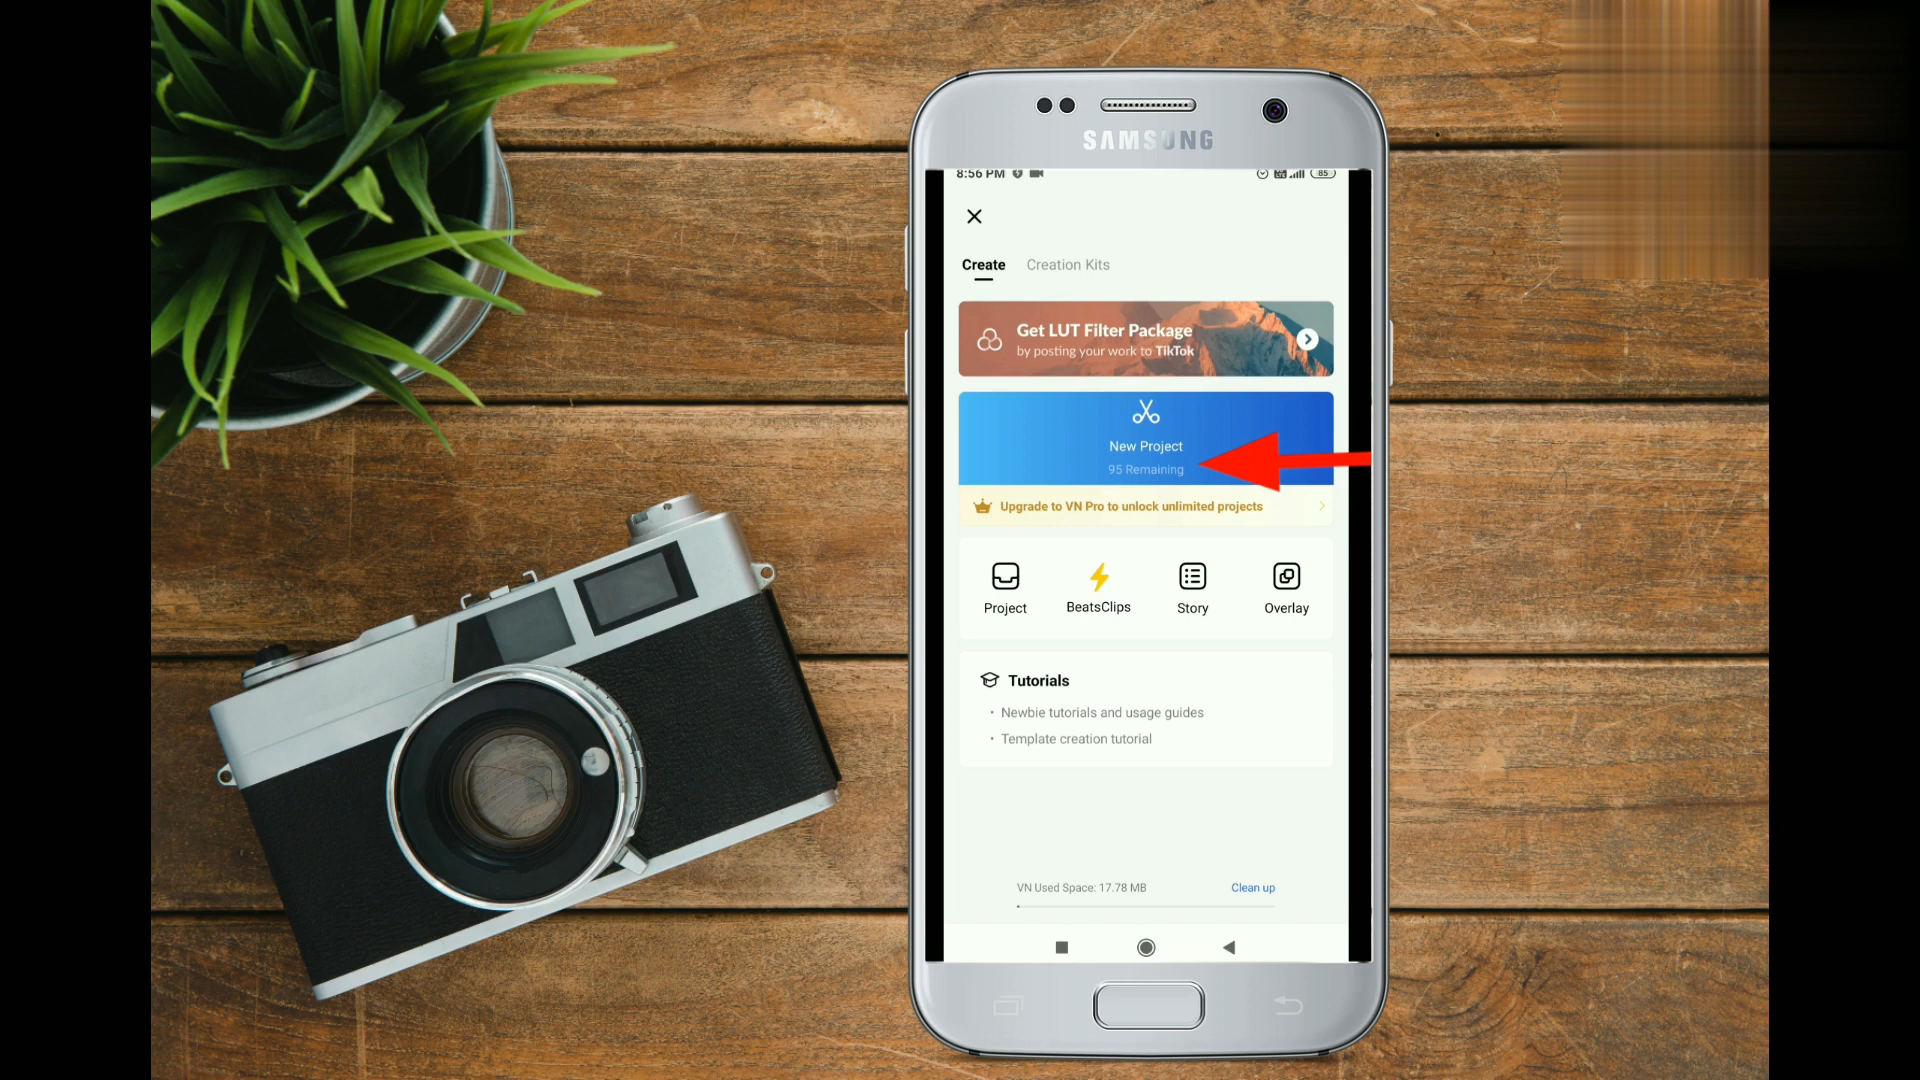 SAMSUNG
8:56 PM
85
Create Creation Kits
Get LUT Filter Package
by posting your work to TikTok
New Project
95 Remaining
Upgrade to VN Pro to unlock unlimited projects
Project BeatsClips Story Overlay
Tutorials
• Newbie tutorials and usage guides
• Template creation tutorial
VN Used Space: 17.78 MB Clean up